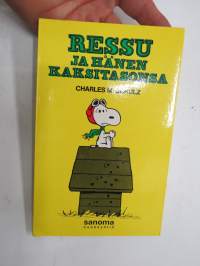 RESSU
JA HÄNEN
KAKSITASONSA
CHARLES M. SCHULZ
sanoma